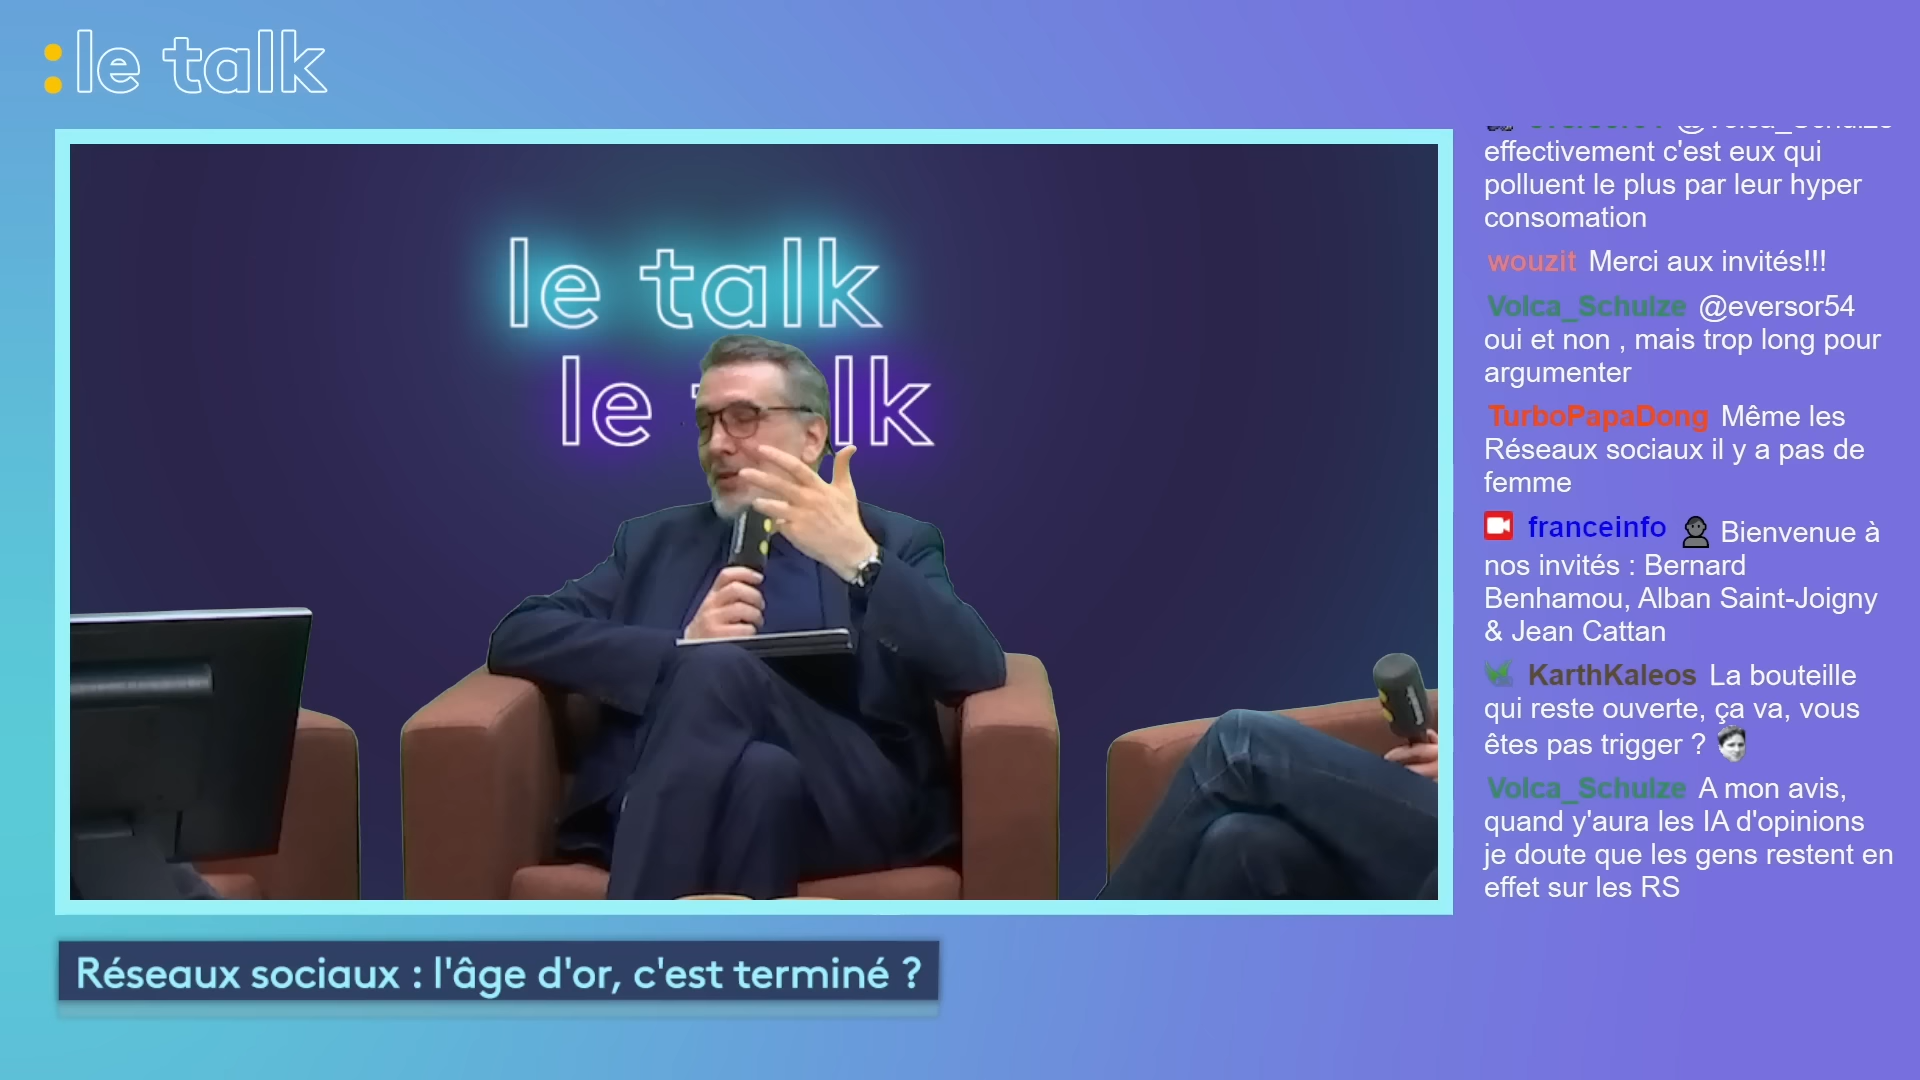 :le talk
le talk
le talk
effectivement c'est eux qui
polluent le plus par leur hyper
consomation
wouzit Merci aux invités!!!
Volca_Schulze @eversor54
oui et non , mais trop long pour
argumenter
TurboPapaDong Même les
Réseaux sociaux il y a pas de
femme
franceinfo Bienvenue à
nos invités : Bernard
Benhamou, Alban Saint-Joigny
& Jean Cattan
KarthKaleos La bouteille
qui reste ouverte, ça va, vous
êtes pas trigger ?
Volca_Schulze A mon avis,
quand y'aura les IA d'opinions
je doute que les gens restent en
effet sur les RS
Réseaux sociaux : l'âge d'or, c'est terminé ?